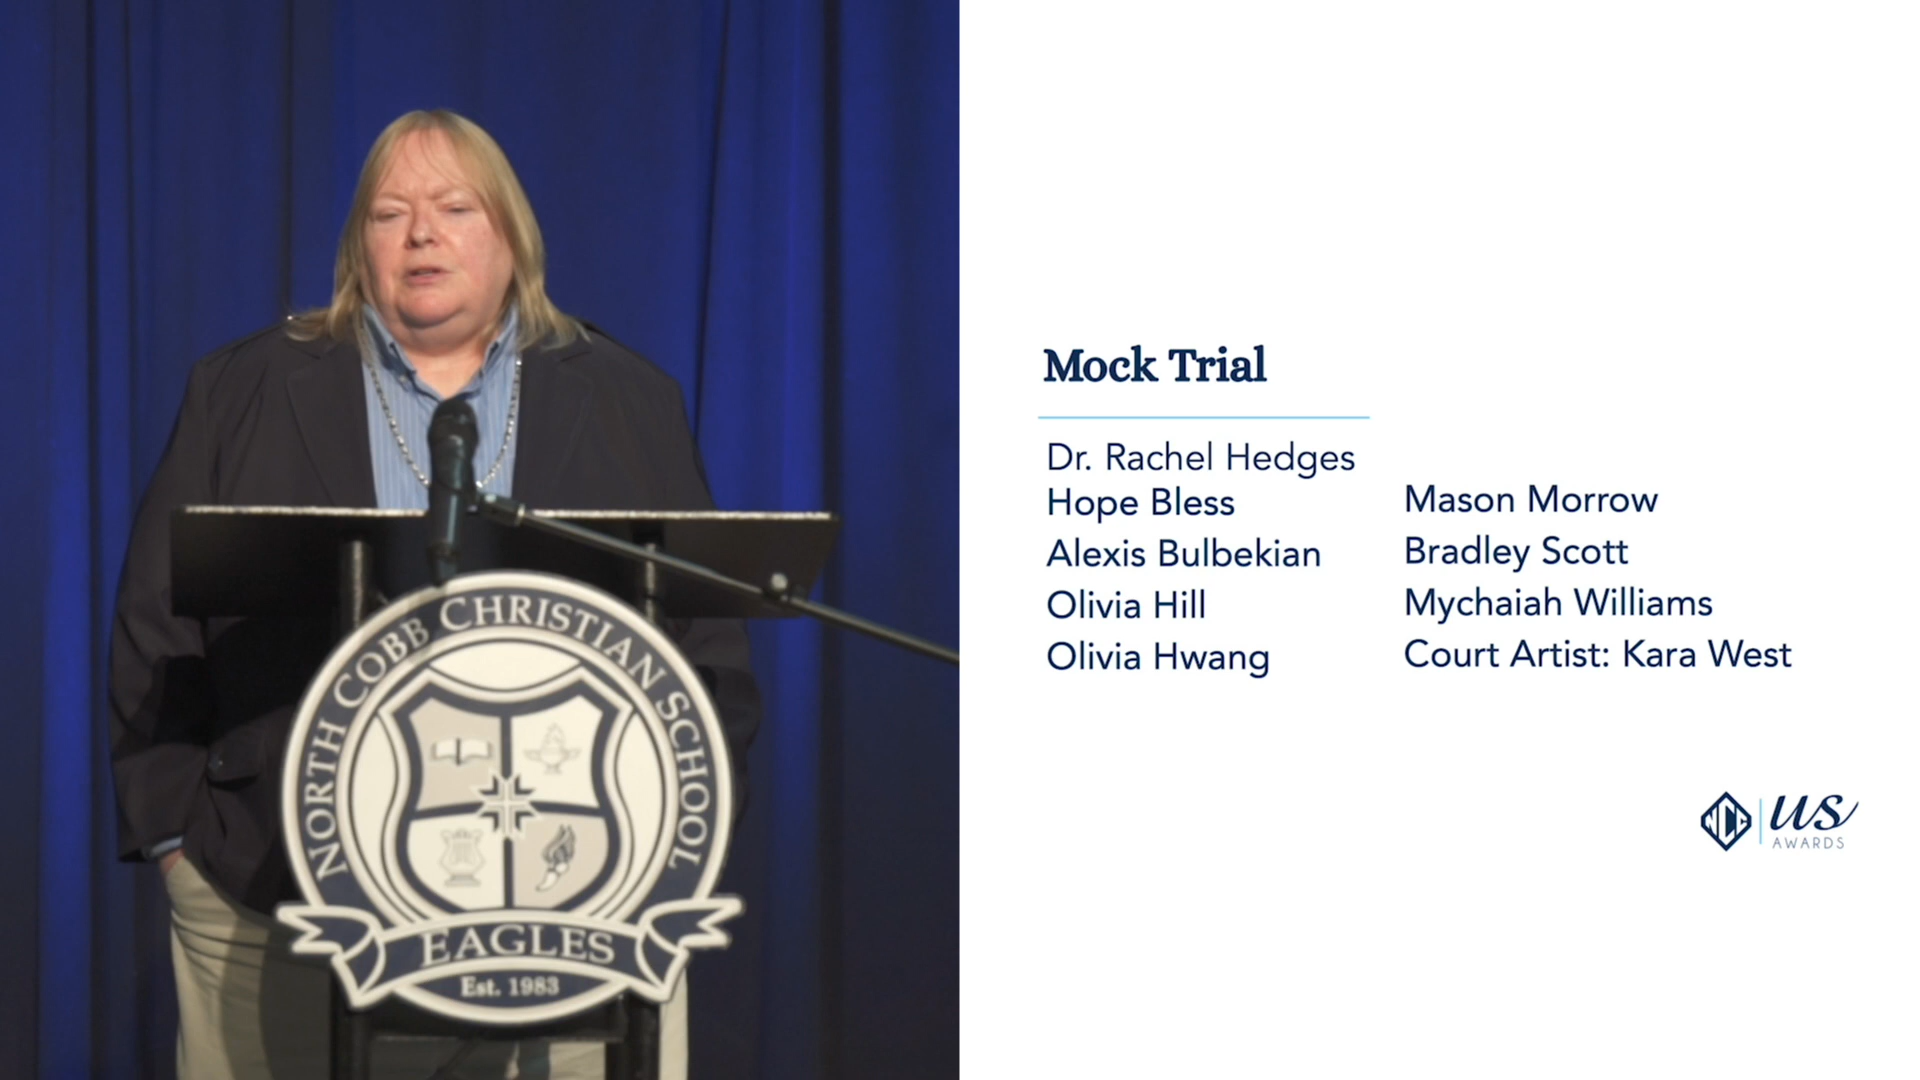 NORTH COBB CHRISTIAN SCHOOL
EAGLES
Est. 1983
Mock Trial
Dr. Rachel Hedges
Hope Bless
Alexis Bulbekian
Olivia Hill
Olivia Hwang
Mason Morrow
Bradley Scott
Mychaiah Williams
Court Artist: Kara West
NCC
us
AWARDS